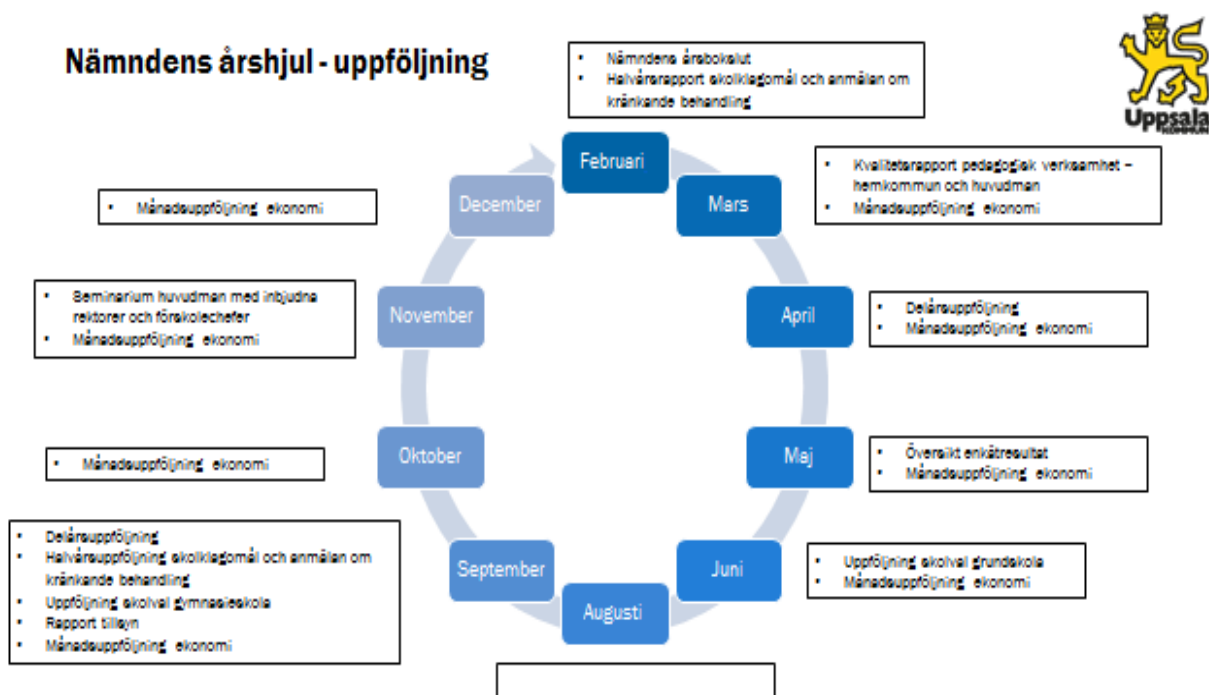 Nämndens årshjul - uppföljning
• Nämndens årsbokslut
• Halvårsrapport skolklagomål och anmälan om
kränkande behandling
Uppsala
KOMMUN
Februari
• Kvalitetsrapport pedagogisk verksamhet –
hemkommun och huvudman
• Månadsuppföljning ekonomi
Mars
• Delårsuppföljning
• Månadsuppföljning ekonomi
April
• Översikt enkätresultat
• Månadsuppföljning ekonomi
Maj
• Uppföljning skolval grundskola
• Månadsuppföljning ekonomi
Juni
Augusti
September
• Delårsuppföljning
• Halvårsuppföljning skolklagomål och anmälan om
kränkande behandling
• Uppföljning skolval gymnasieskola
• Rapport tillsyn
• Månadsuppföljning ekonomi
Oktober
• Månadsuppföljning ekonomi
November
• Seminarium huvudman med inbjudna
rektorer och förskolechefer
• Månadsuppföljning ekonomi
December
• Månadsuppföljning ekonomi